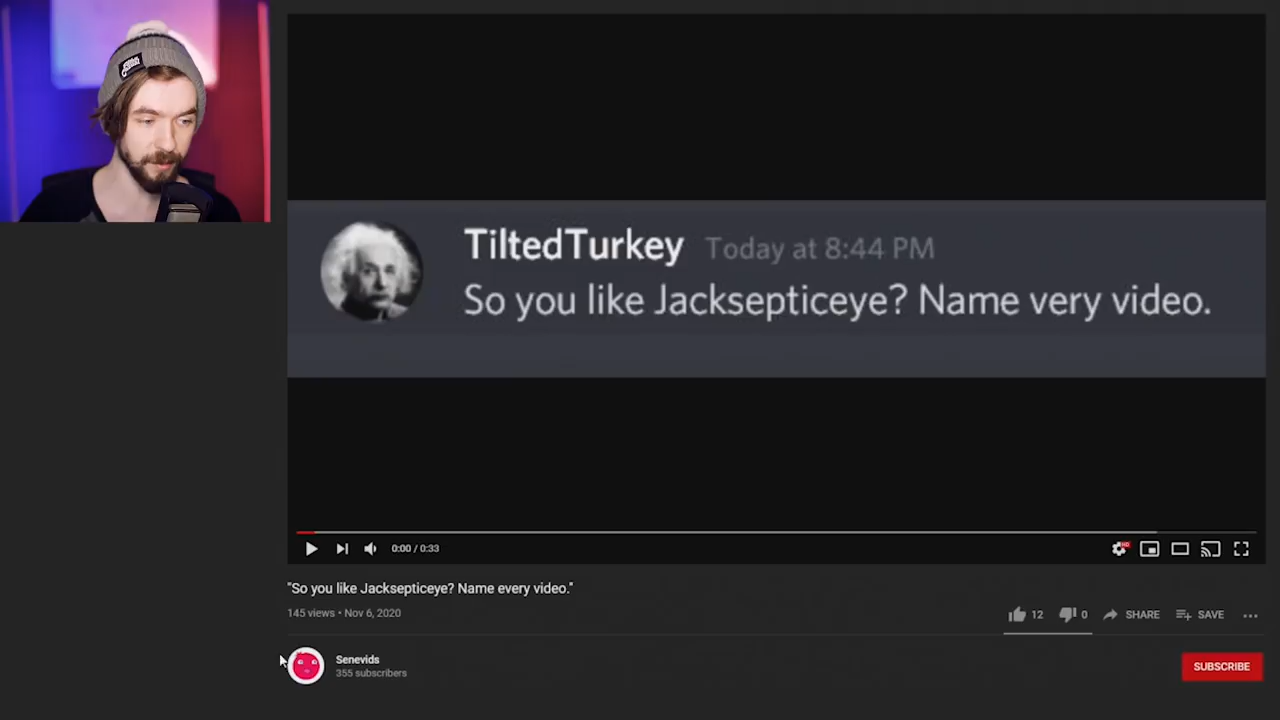 TiltedTurkey Today at 8:44 PM
So you like Jacksepticeye? Name very video.
0:00 / 0:33
HD
"So you like Jacksepticeye? Name every video."
145 views • Nov 6, 2020
12 0 SHARE SAVE
Senevids
355 subscribers
SUBSCRIBE